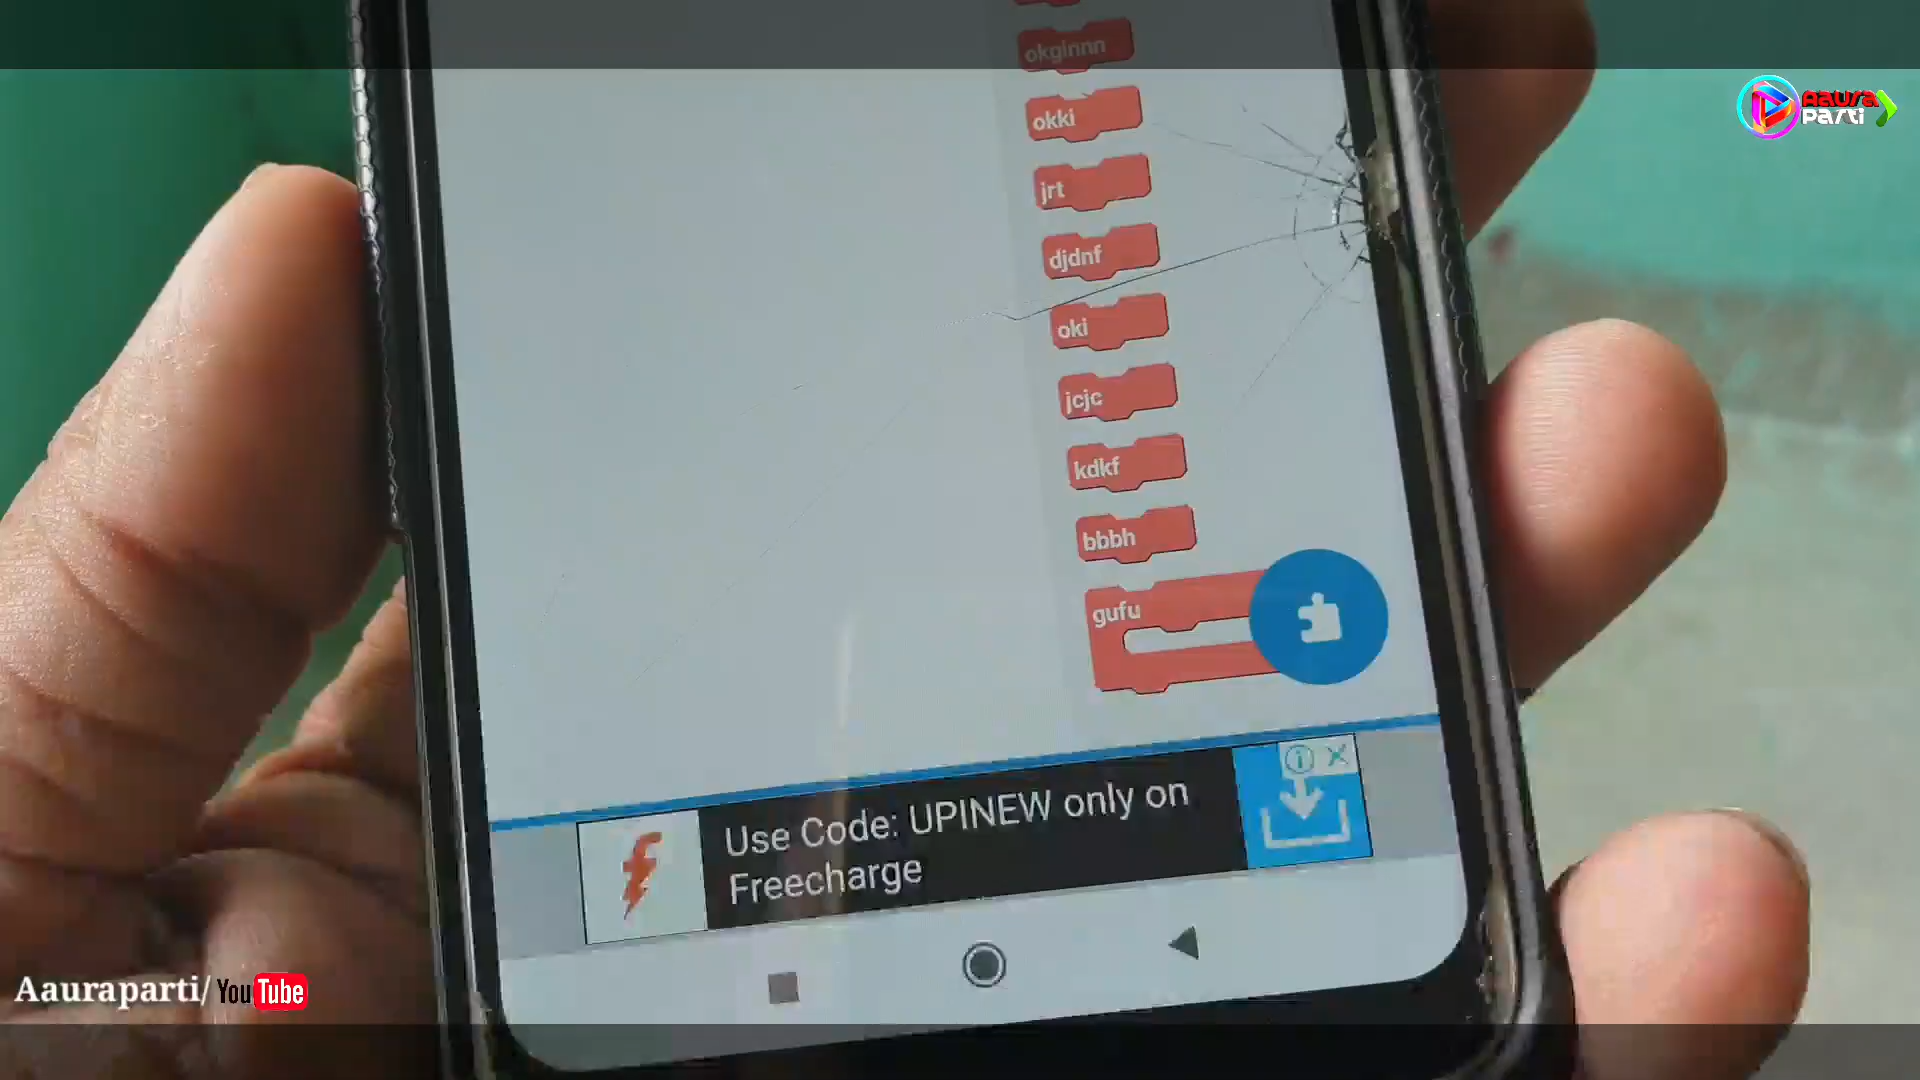 okginnn
Aaura
Parti
okki
jrt
djdnf
oki
jcjc
kdkf
bbbh
gufu
Use Code: UPINEW only on
Freecharge
Aauraparti/YouTube